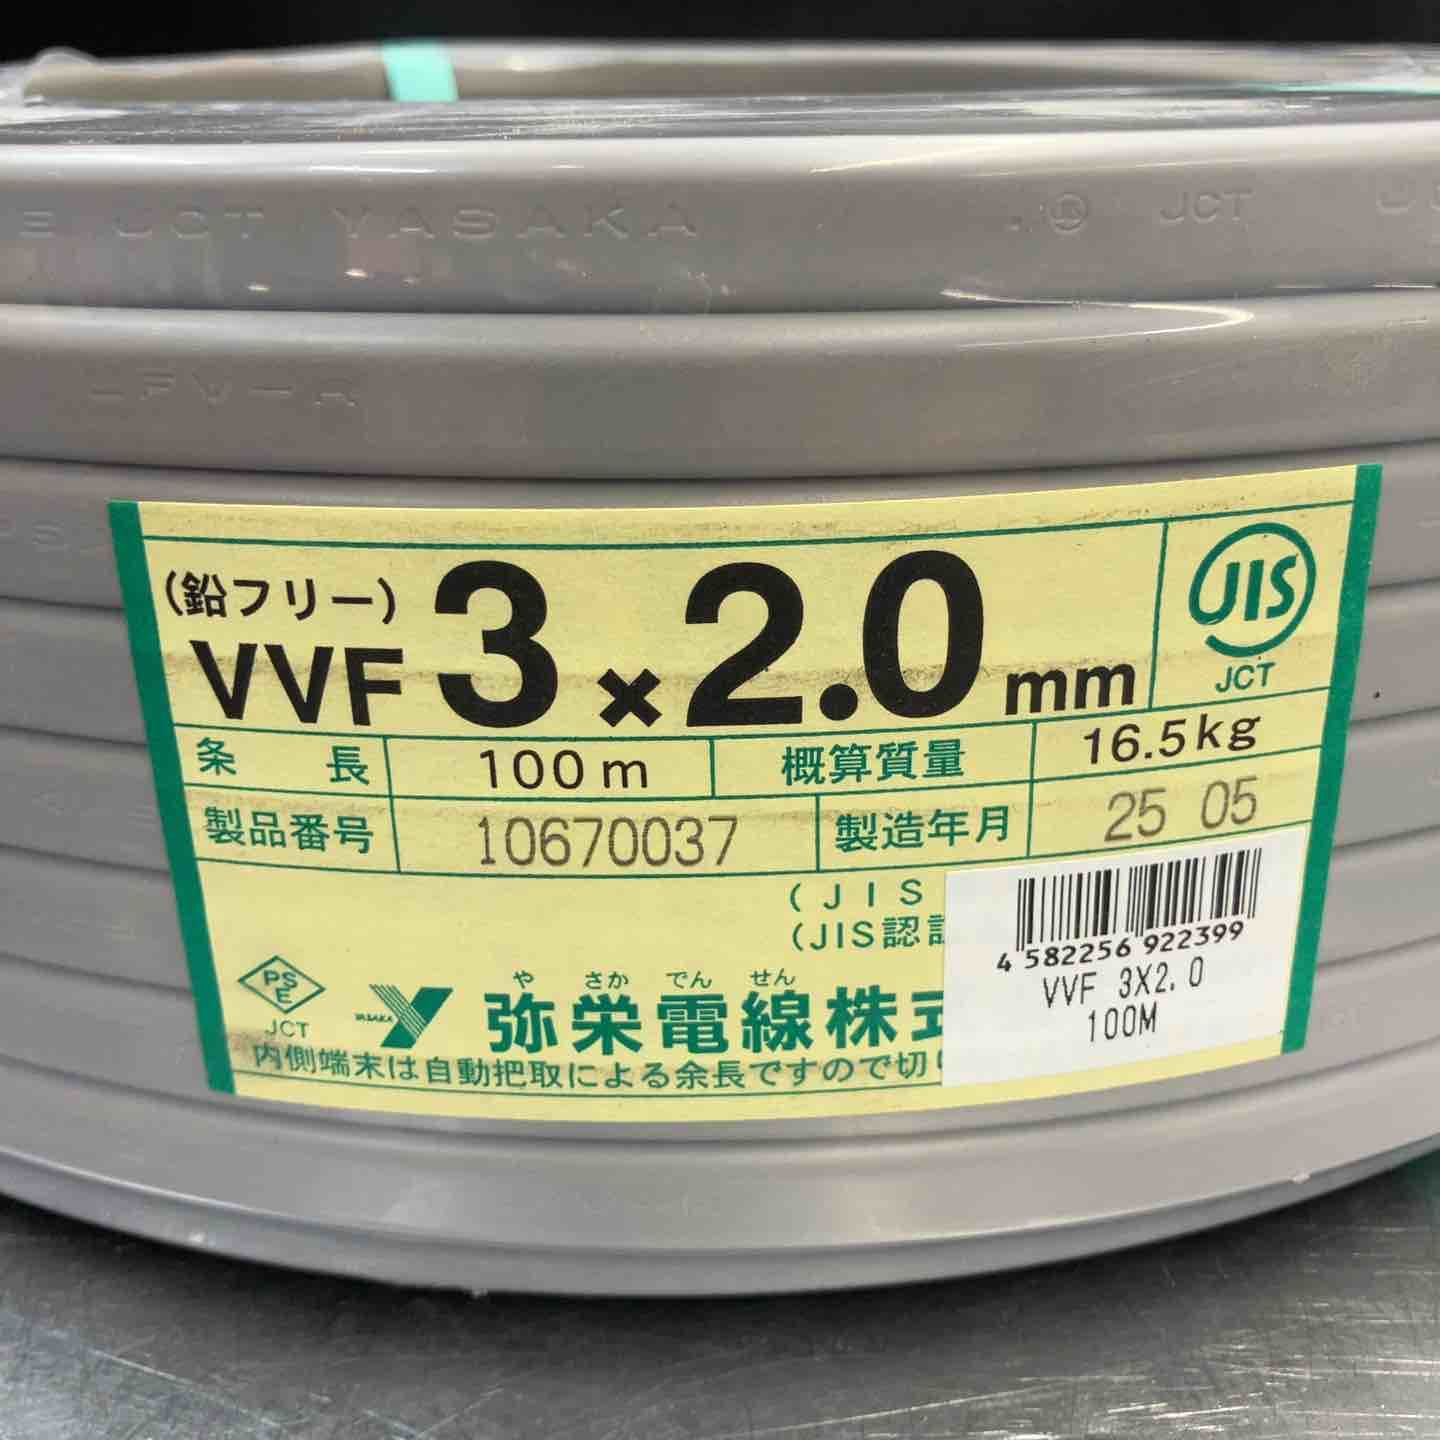 JCT YASAKA JCT
LFV-A
(鉛フリー)
VVF 3×2.0mm
JIS
JCT
条長 100m 概算質量 16.5kg
製品番号 10670037 製造年月 25 05
(JIS
(JIS認
4 582256 922399
VVF 3X2.0
100M
PS
E
JCT
YASAKA
や さか でん せん
弥栄電線株
内側端末は自動把取による余長ですので切